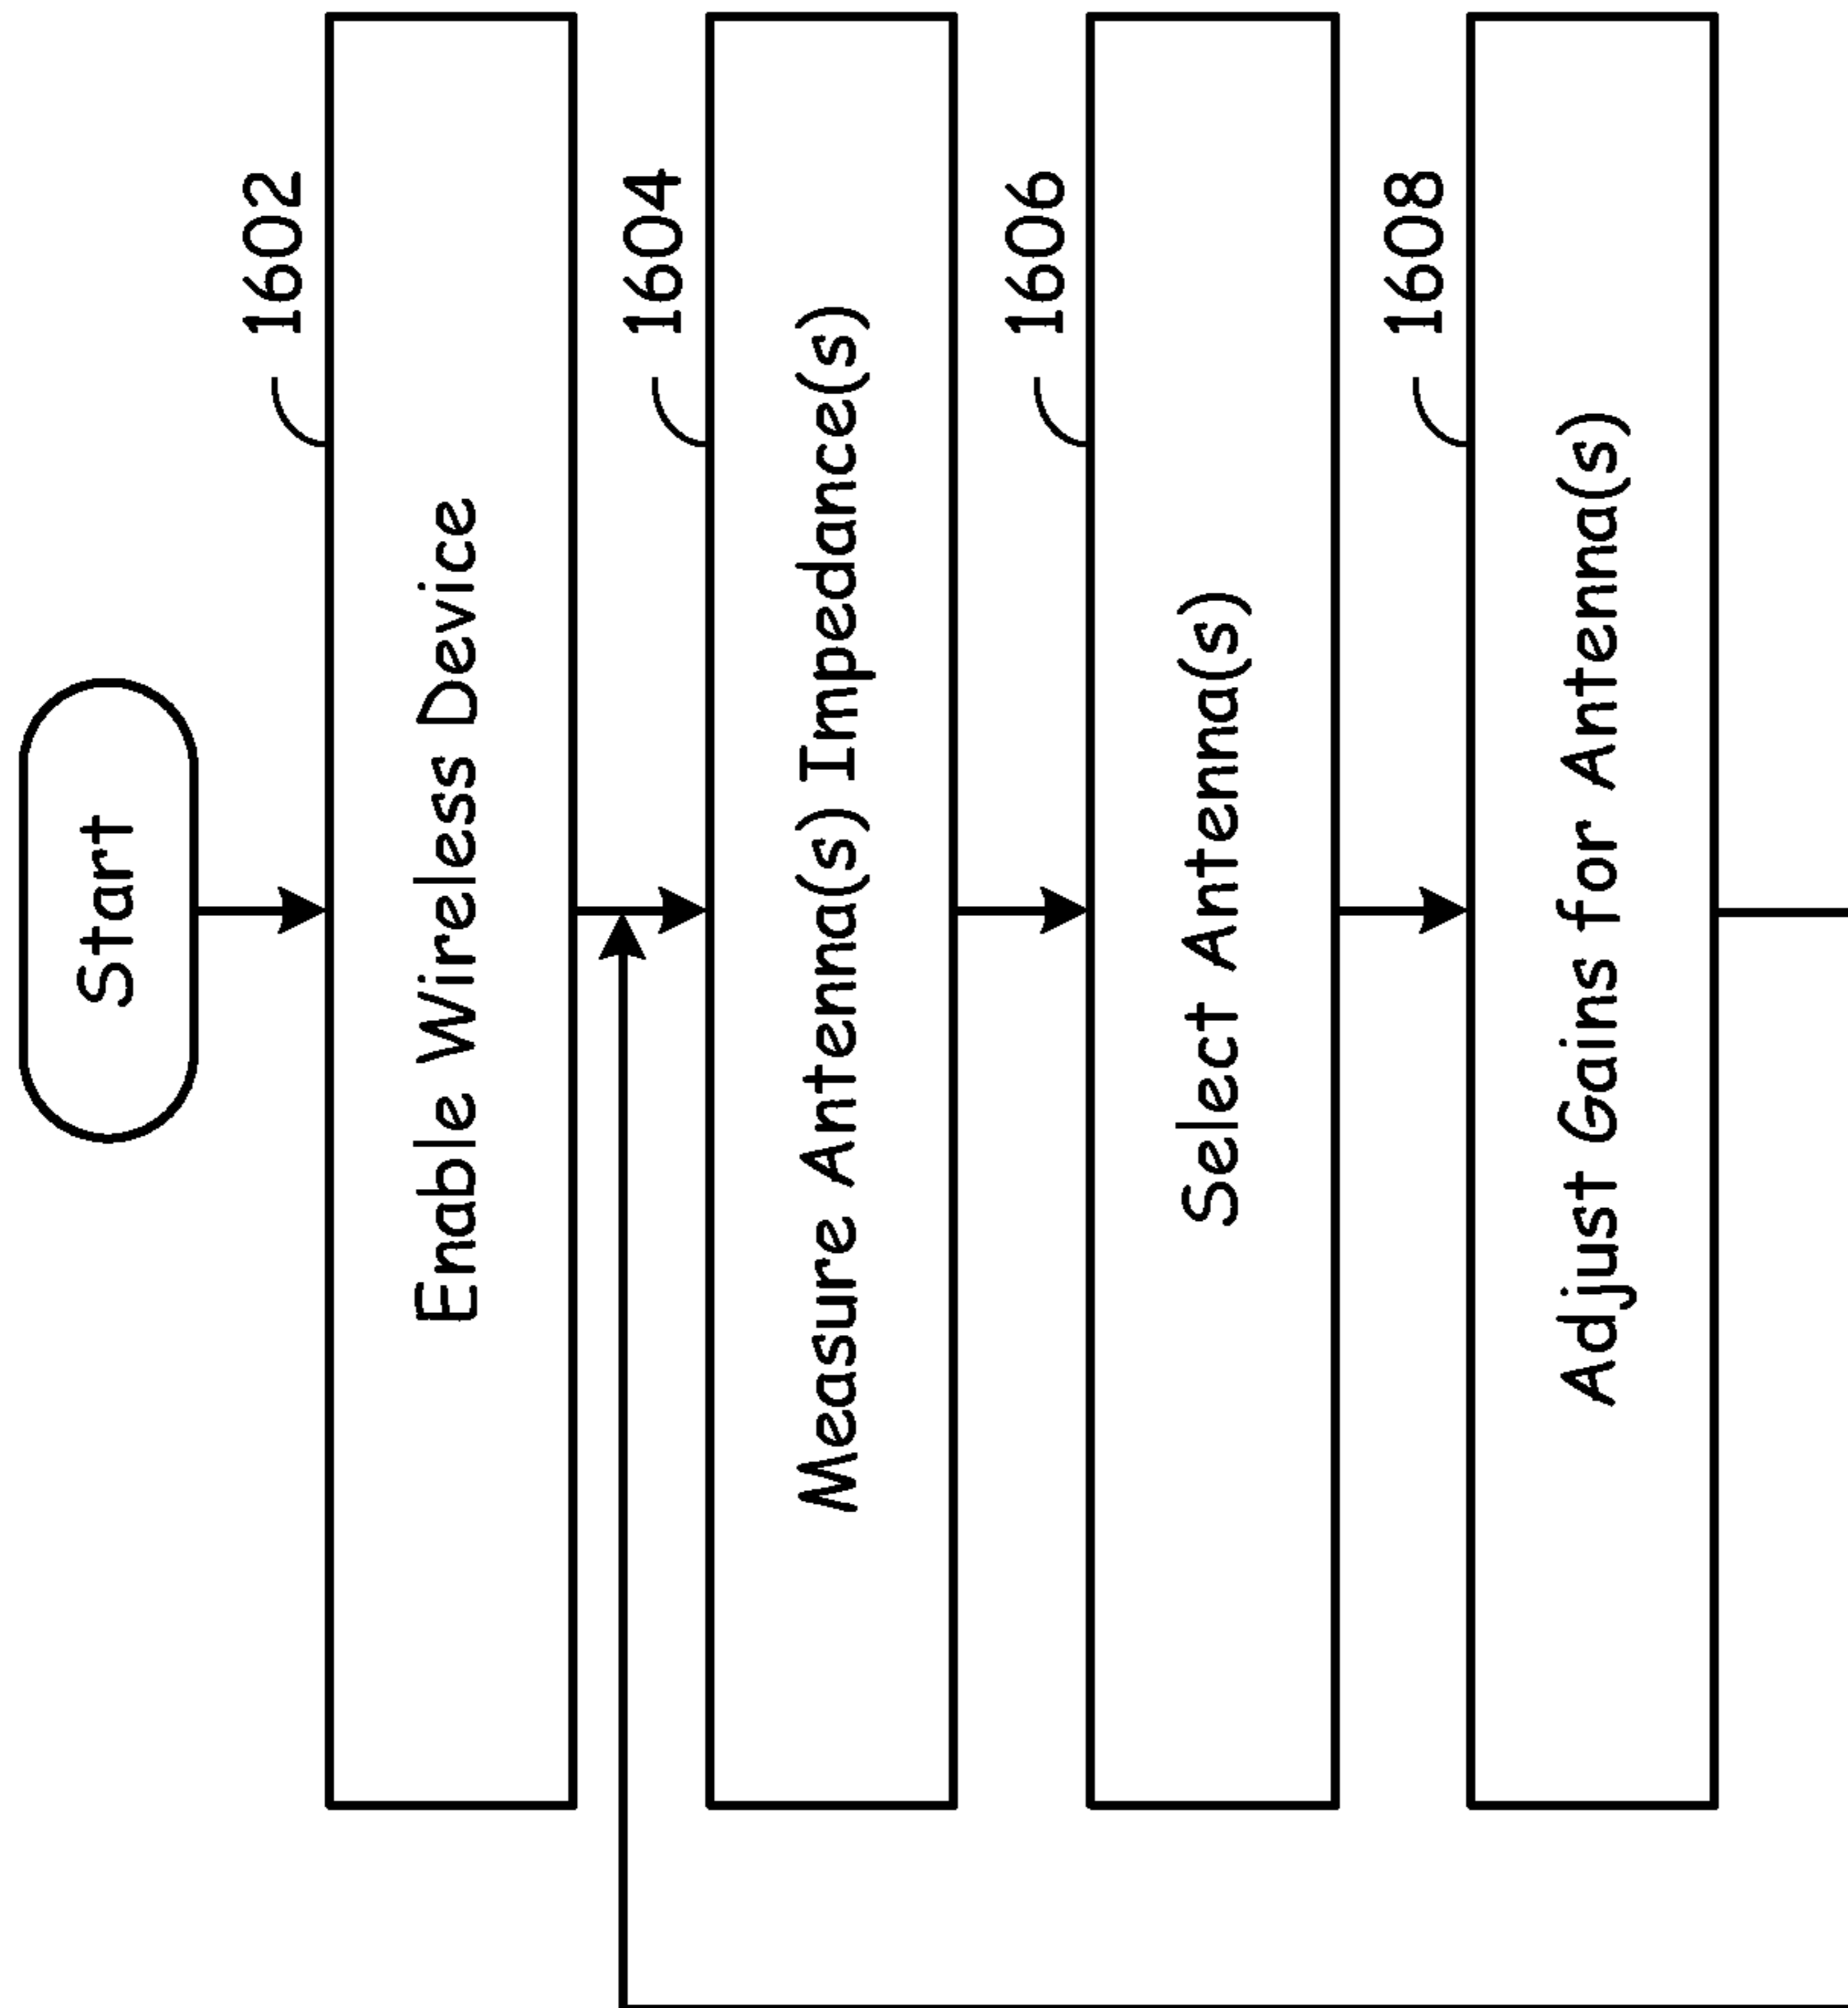 Start
1602
Enable Wireless Device
1604
Measure Antenna(s) Impedance(s)
1606
Select Antenna(s)
1608
Adjust Gains for Antenna(s)